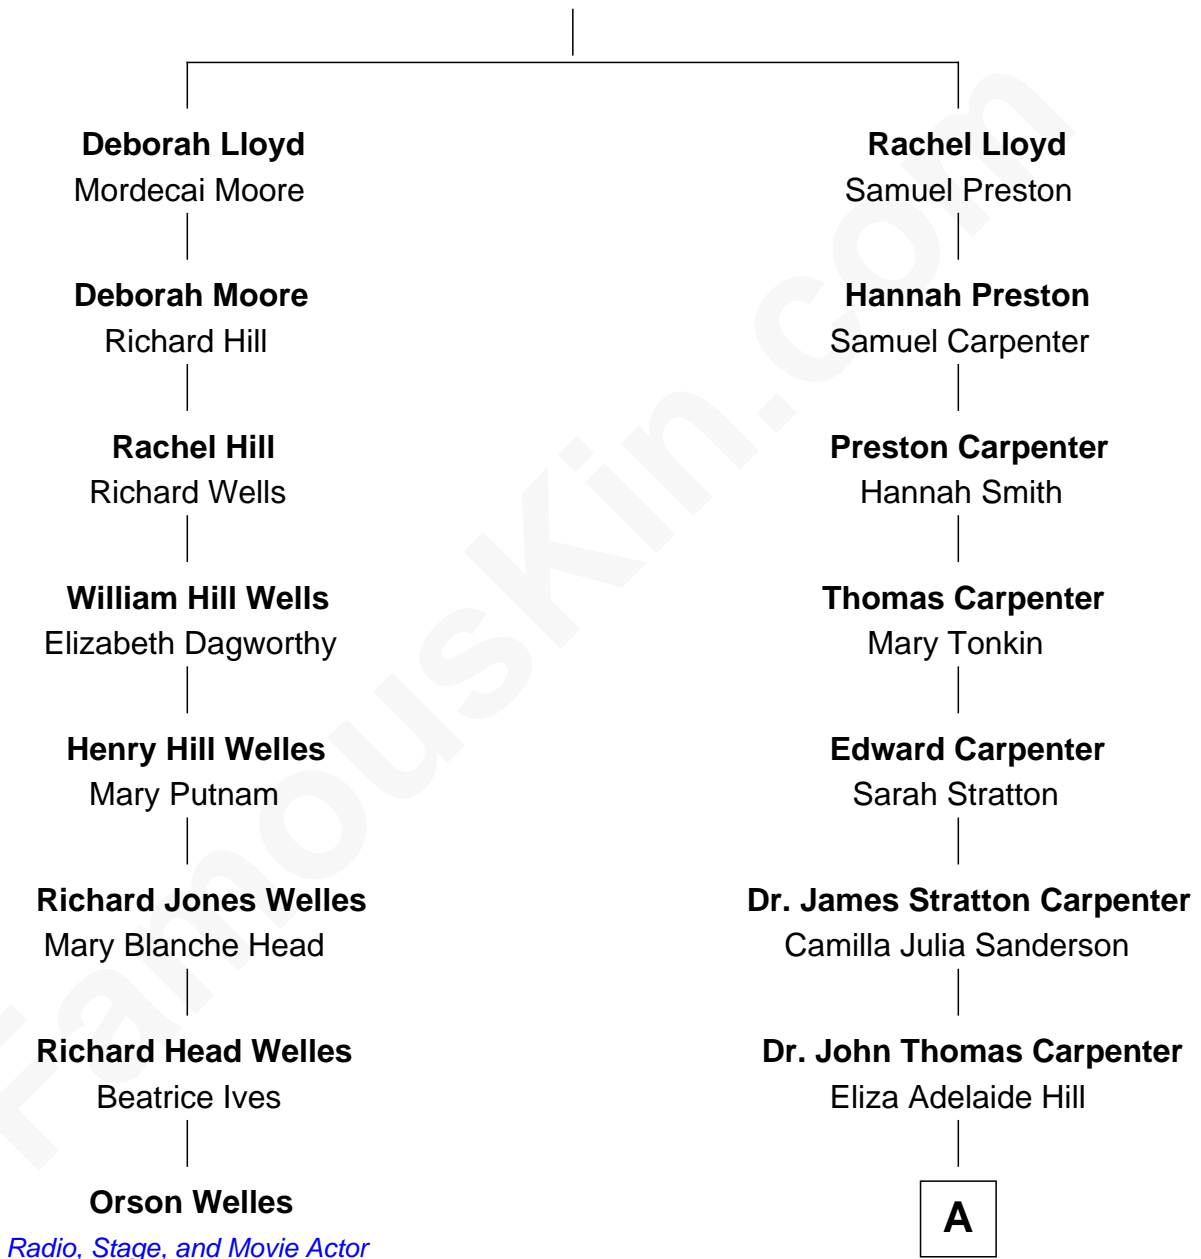 Deborah Lloyd
Mordecai Moore
Deborah Moore
Richard Hill
Rachel Hill
Richard Wells
William Hill Wells
Elizabeth Dagworthy
Henry Hill Welles
Mary Putnam
Richard Jones Welles
Mary Blanche Head
Richard Head Welles
Beatrice Ives
Orson Welles
Radio, Stage, and Movie Actor
Rachel Lloyd
Samuel Preston
Hannah Preston
Samuel Carpenter
Preston Carpenter
Hannah Smith
Thomas Carpenter
Mary Tonkin
Edward Carpenter
Sarah Stratton
Dr. James Stratton Carpenter
Camilla Julia Sanderson
Dr. John Thomas Carpenter
Eliza Adelaide Hill
A
FamousKin.com